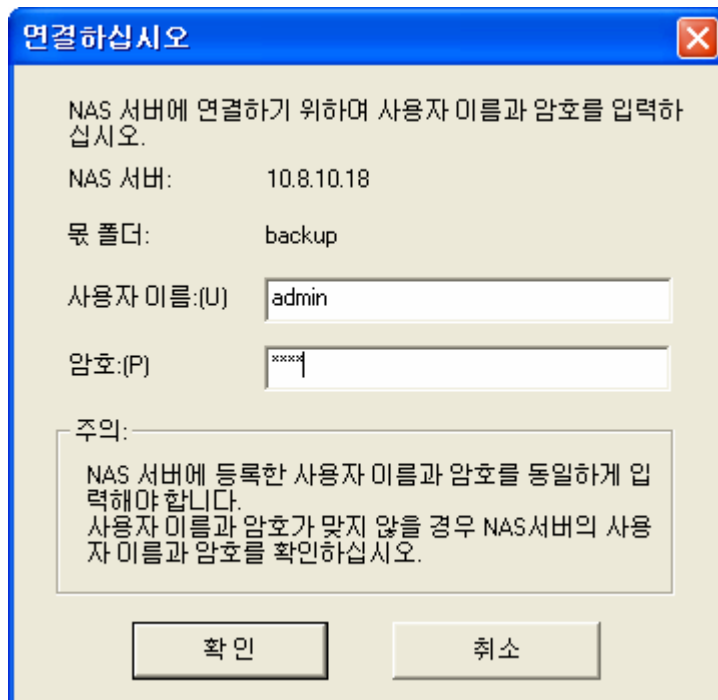 연결하십시오
NAS 서버에 연결하기 위하여 사용자 이름과 암호를 입력하
십시오.
NAS 서버: 10.8.10.18
몫 폴더: backup
사용자 이름:(U) admin
암호:(P) ****
주의:
NAS 서버에 등록한 사용자 이름과 암호를 동일하게 입
력해야 합니다.
사용자 이름과 암호가 맞지 않을 경우 NAS서버의 사용
자 이름과 암호를 확인하십시오.
확인 취소